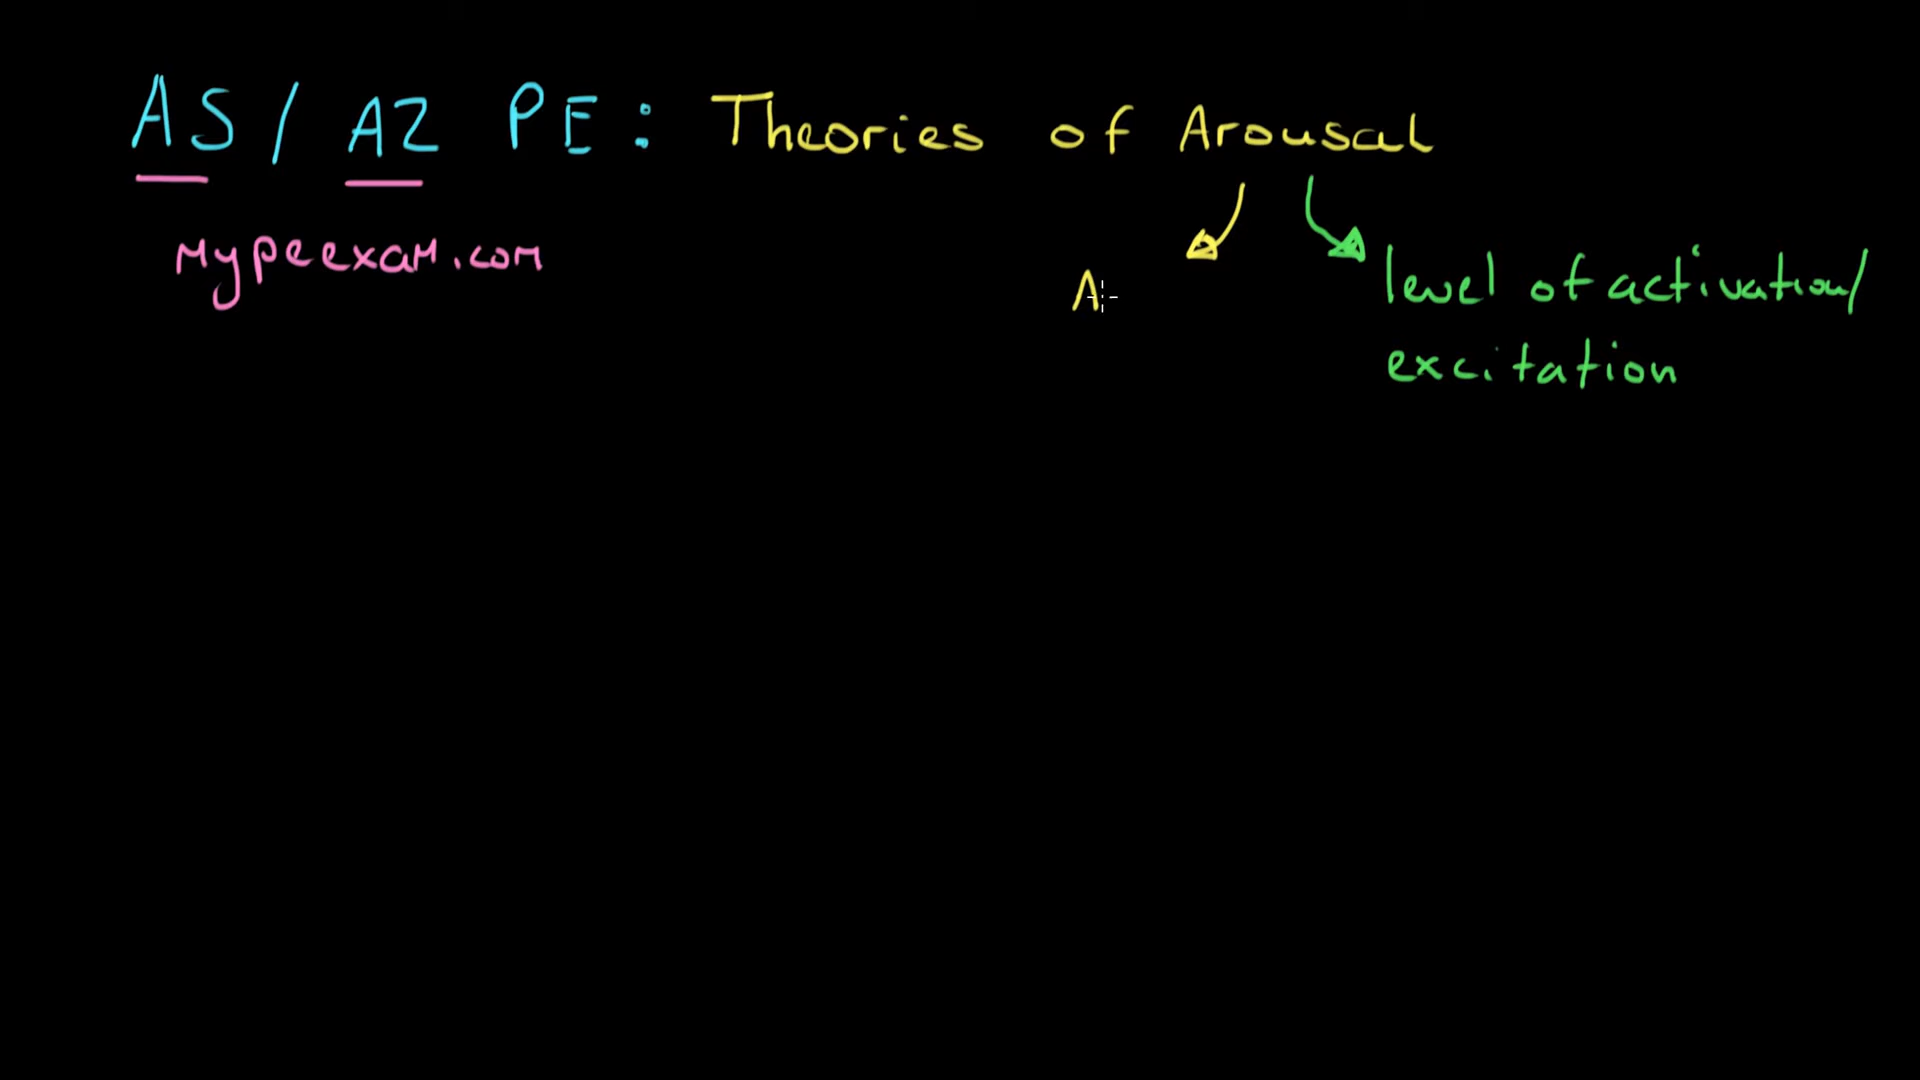 AS/ A2 PE: Theories of Arousal
mypeexam.com
A
level of activation/
excitation